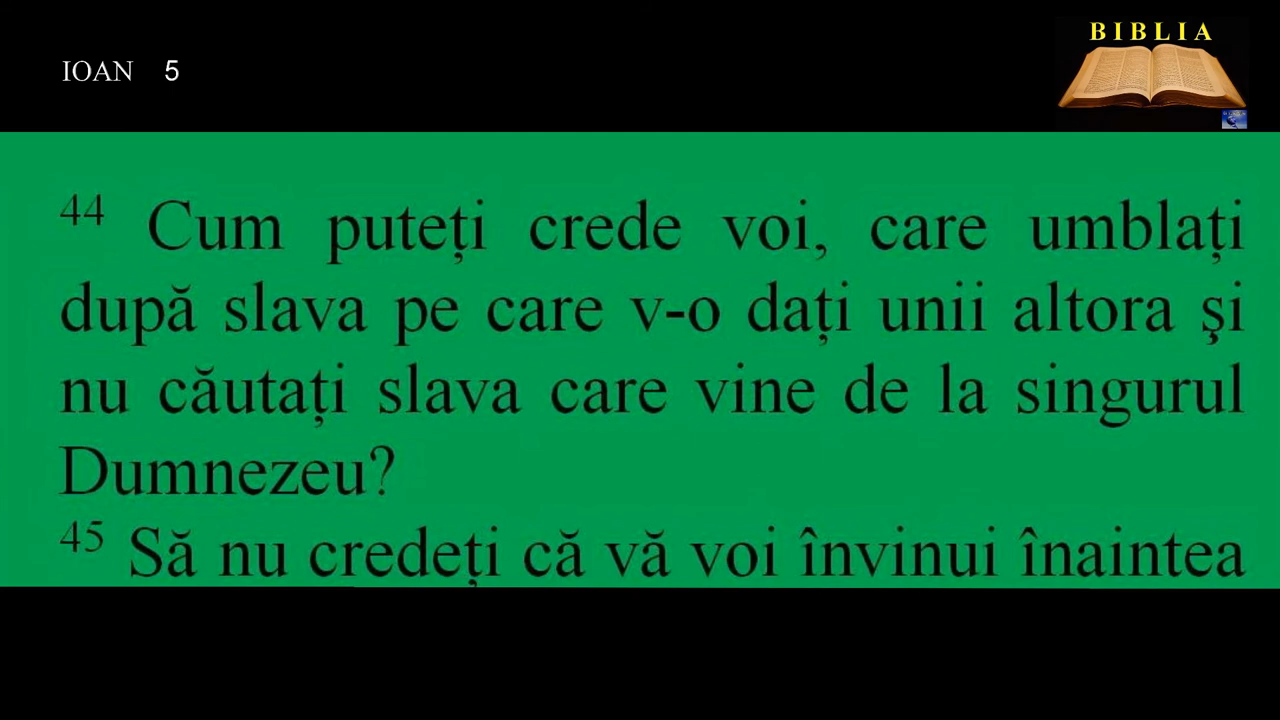 BIBLIA
IOAN 5
44 Cum puteți crede voi, care umblați
după slava pe care v-o dați unii altora şi
nu căutați slava care vine de la singurul
Dumnezeu?
45 Să nu credeți că vă voi învinui înaintea